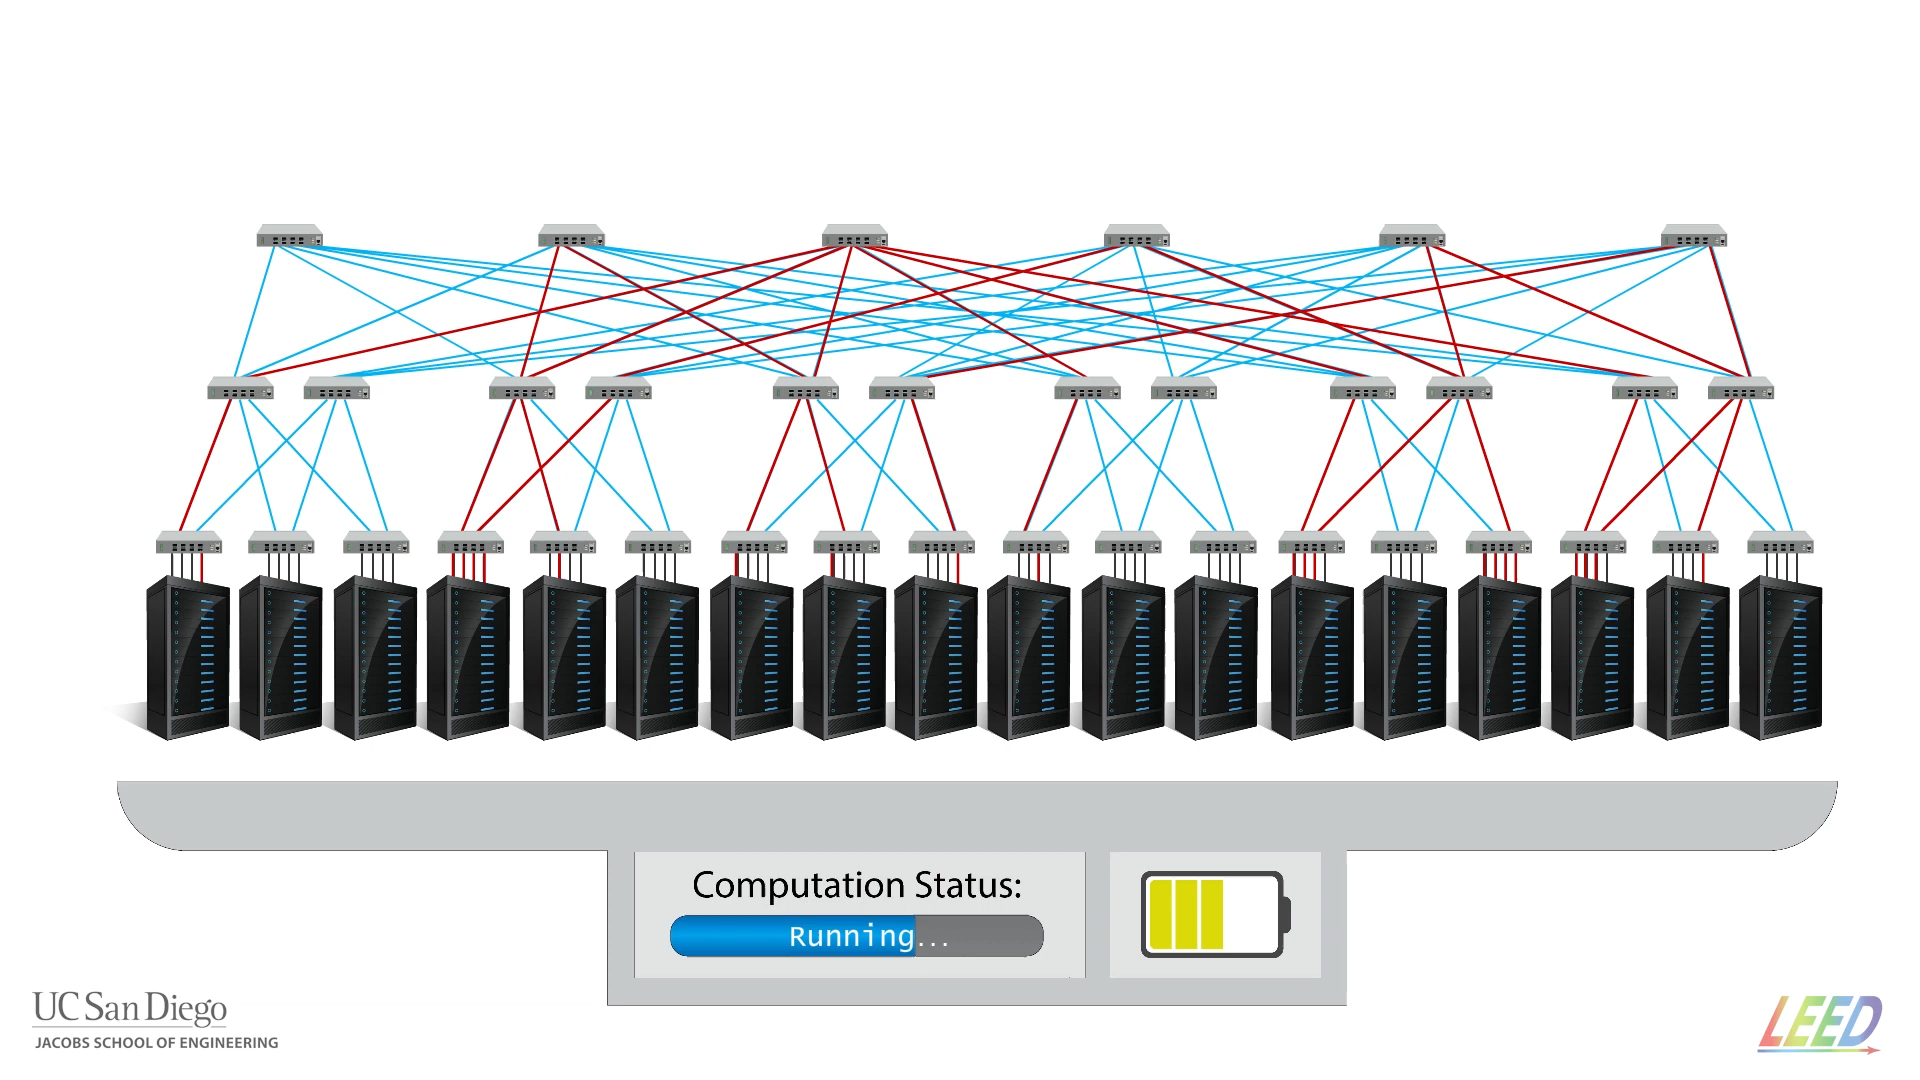 Computation Status:
Running...
UC San Diego
JACOBS SCHOOL OF ENGINEERING
LEED